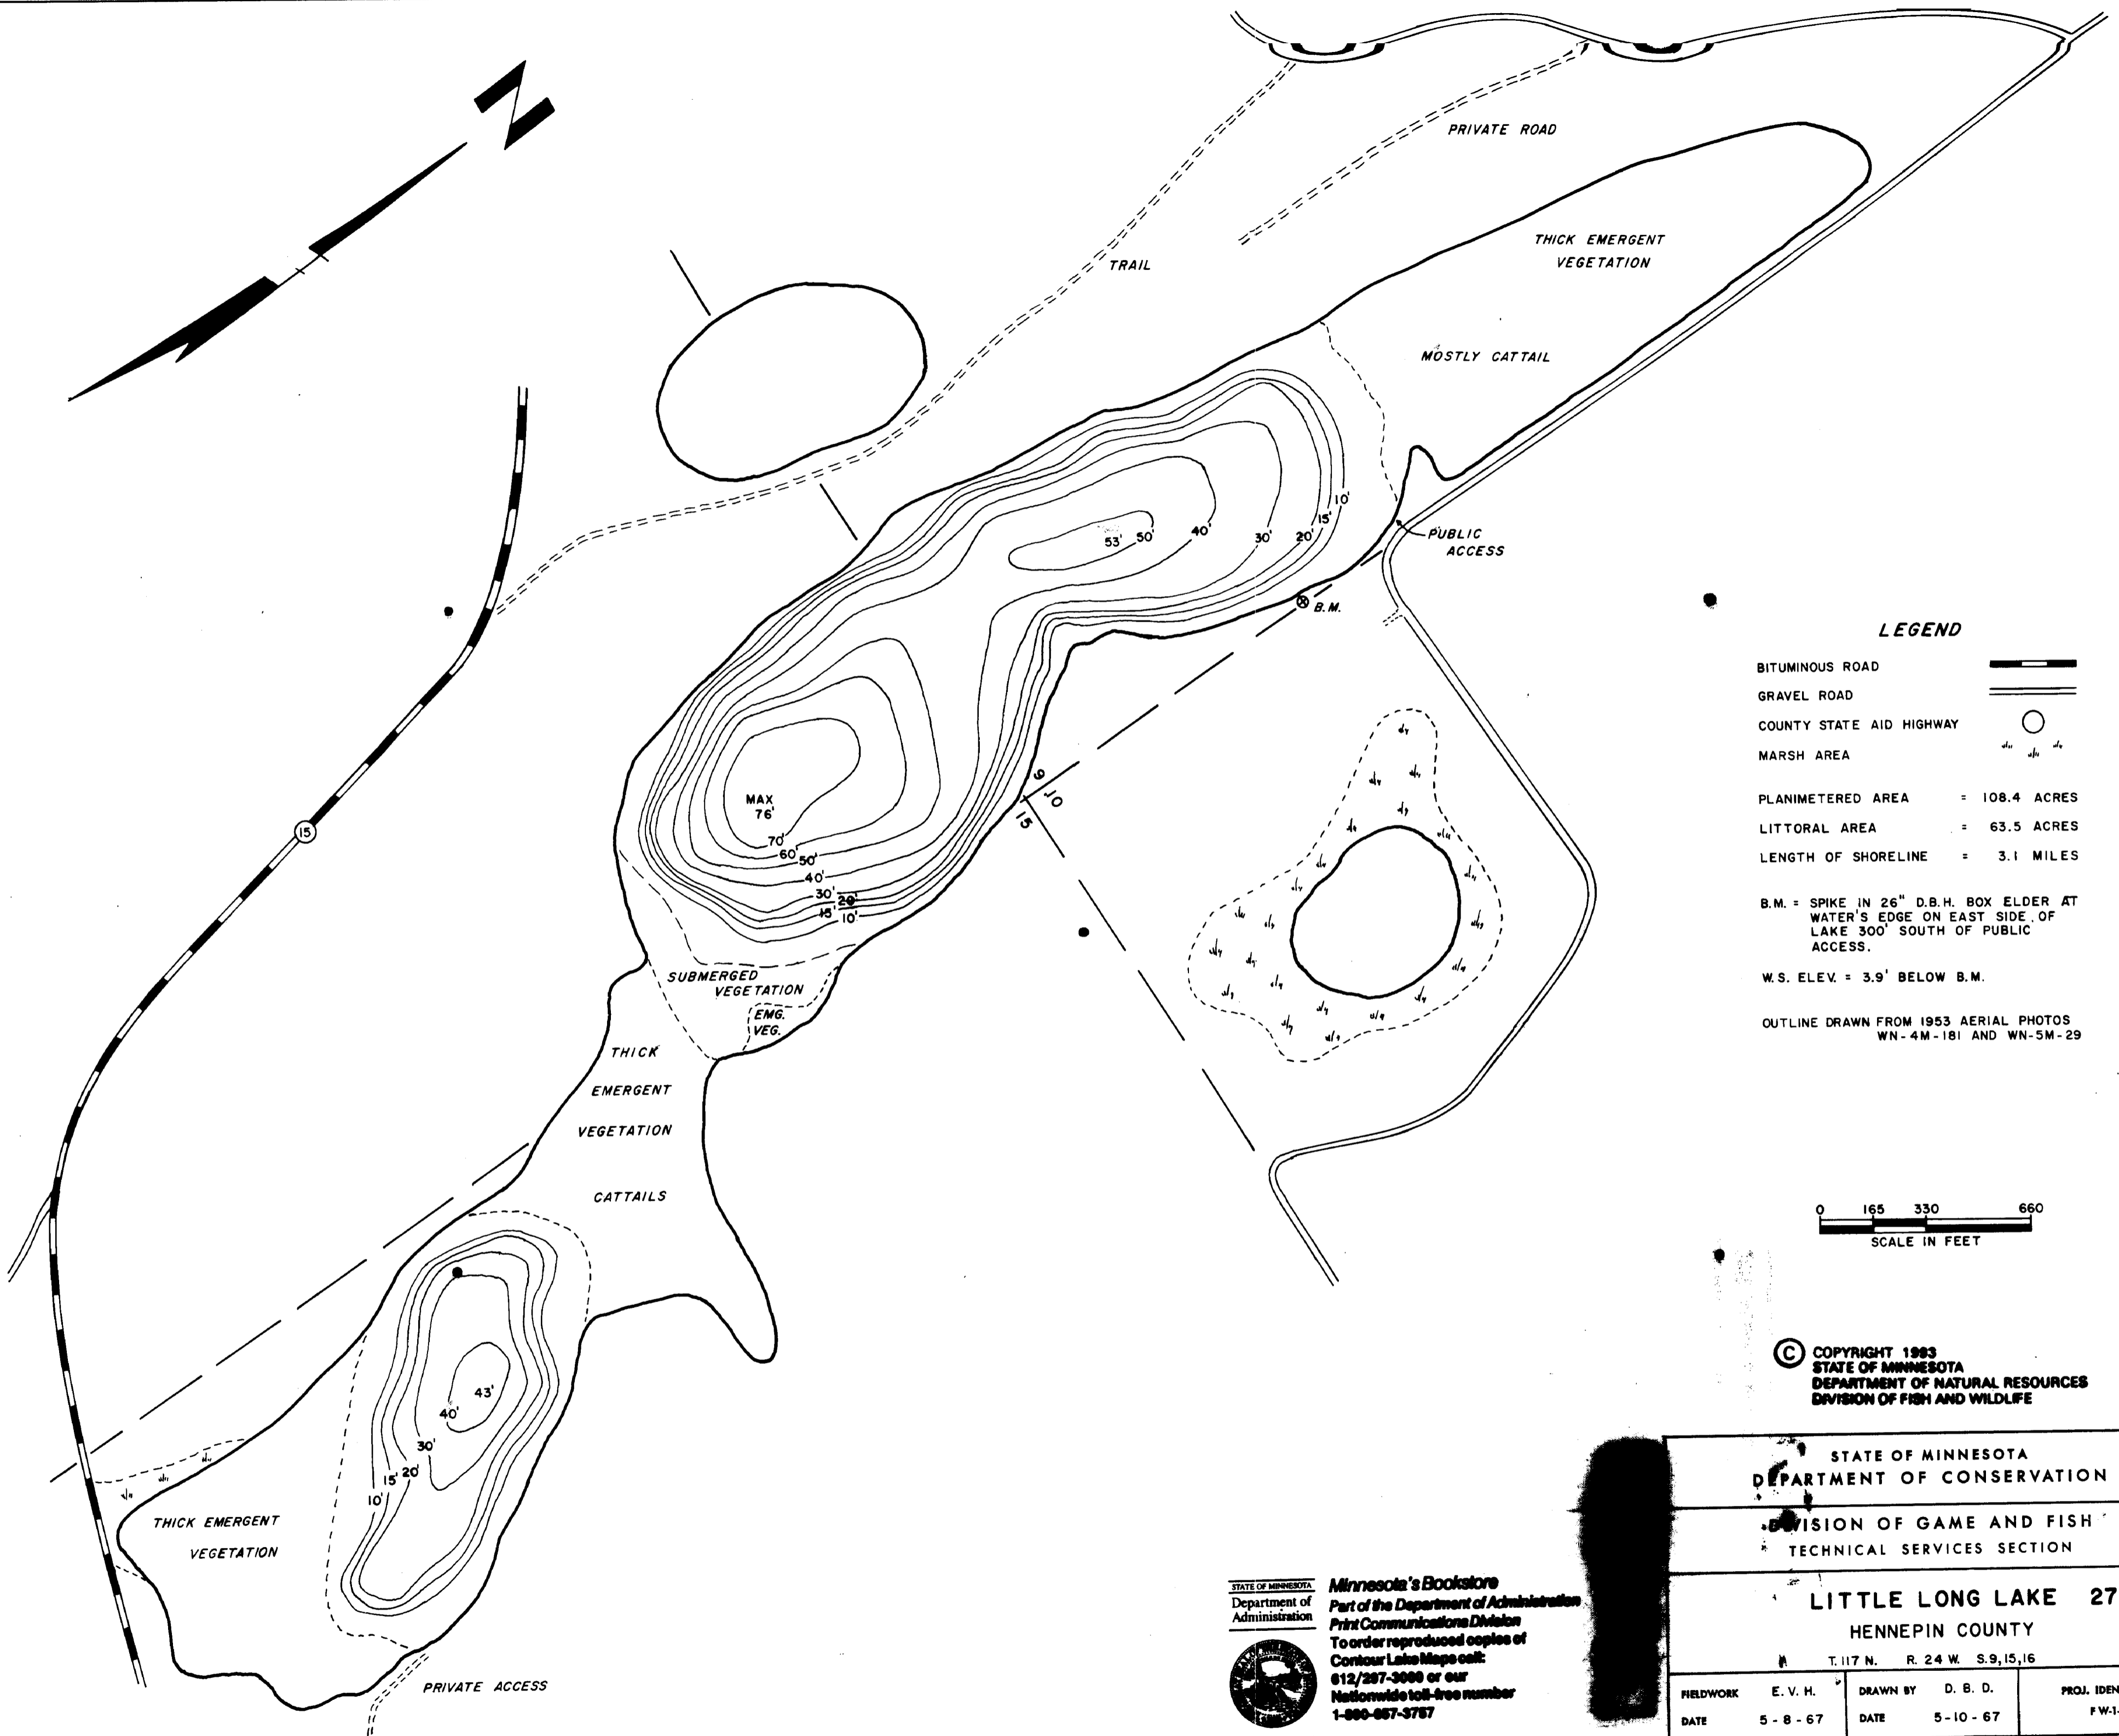 N
PRIVATE ROAD
TRAIL
THICK EMERGENT
VEGETATION
MOSTLY CATTAIL
10'
15'
20'
30'
40'
50'
53'
PUBLIC
ACCESS
B.M.
MAX
76'
70'
60'
50'
40'
30'
20'
15'
10'
9
10
15
15
SUBMERGED
VEGETATION
EMG.
VEG.
THICK
EMERGENT
VEGETATION
CATTAILS
43'
40'
30'
20'
15'
10'
THICK EMERGENT
VEGETATION
PRIVATE ACCESS
LEGEND
BITUMINOUS ROAD
GRAVEL ROAD
COUNTY STATE AID HIGHWAY
MARSH AREA
PLANIMETERED AREA = 108.4 ACRES
LITTORAL AREA = 63.5 ACRES
LENGTH OF SHORELINE = 3.1 MILES
B.M. = SPIKE IN 26" D.B.H. BOX ELDER AT
WATER'S EDGE ON EAST SIDE OF
LAKE 300' SOUTH OF PUBLIC
ACCESS.
W.S. ELEV. = 3.9' BELOW B.M.
OUTLINE DRAWN FROM 1953 AERIAL PHOTOS
WN-4M-181 AND WN-5M-29
0 165 330 660
SCALE IN FEET
© COPYRIGHT 1993
STATE OF MINNESOTA
DEPARTMENT OF NATURAL RESOURCES
DIVISION OF FISH AND WILDLIFE
STATE OF MINNESOTA
DEPARTMENT OF CONSERVATION
DIVISION OF GAME AND FISH
TECHNICAL SERVICES SECTION
LITTLE LONG LAKE 27
HENNEPIN COUNTY
T. 117 N. R. 24 W. S. 9, 15, 16
FIELDWORK E. V. H.
DATE 5-8-67
DRAWN BY D. B. D.
DATE 5-10-67
PROJ. IDEN
FW-1-
STATE OF MINNESOTA
Department of
Administration
Minnesota's Bookstore
Part of the Department of Administration
Print Communications Division
To order reproduced copies of
Contour Lake Maps call:
612/297-3000 or our
Nationwide toll-free number
1-800-657-3757